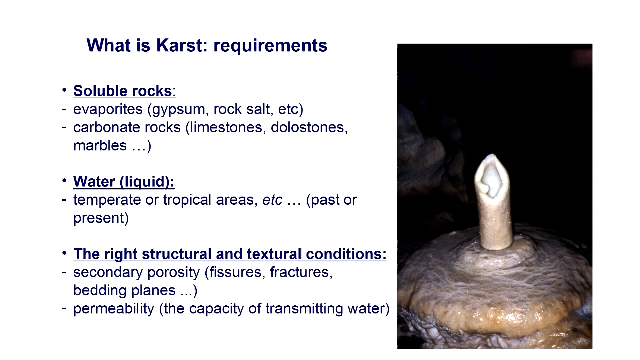 What is Karst: requirements
• Soluble rocks:
- evaporites (gypsum, rock salt, etc)
- carbonate rocks (limestones, dolostones,
marbles …)
• Water (liquid):
- temperate or tropical areas, etc … (past or
present)
• The right structural and textural conditions:
- secondary porosity (fissures, fractures,
bedding planes ...)
- permeability (the capacity of transmitting water)